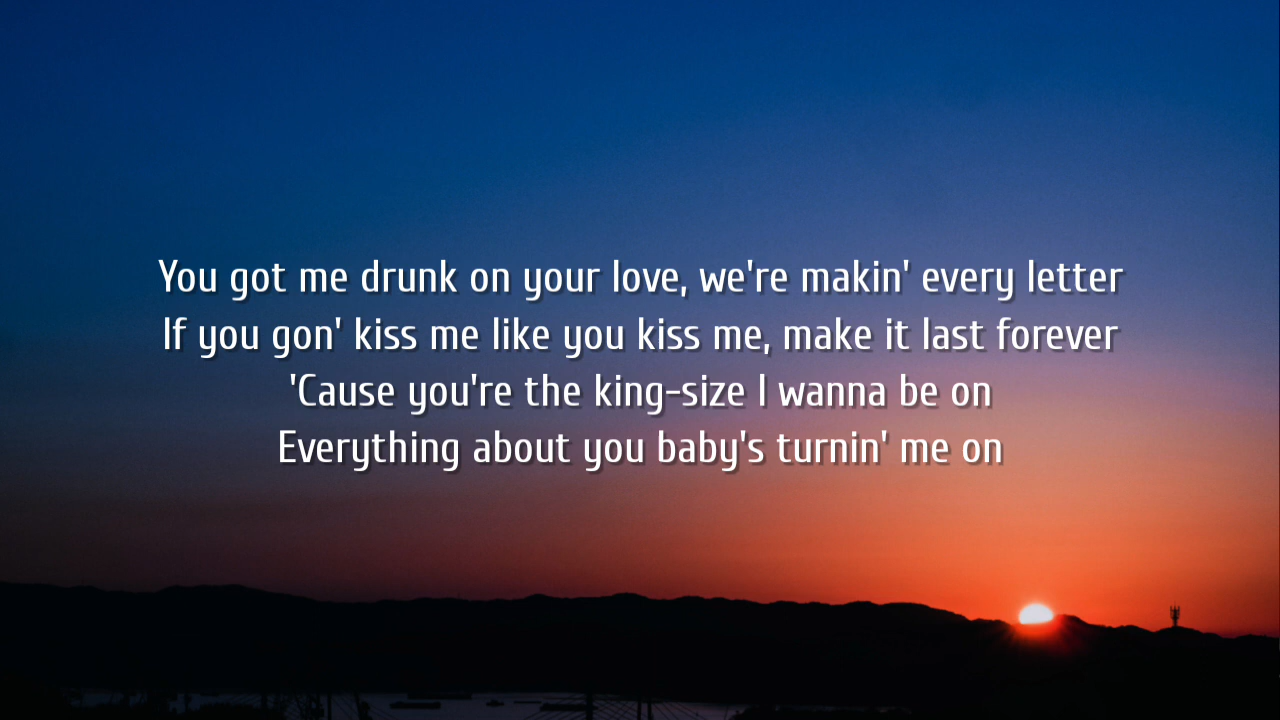 You got me drunk on your love, we're makin' every letter
If you gon' kiss me like you kiss me, make it last forever
'Cause you're the king-size I wanna be on
Everything about you baby's turnin' me on